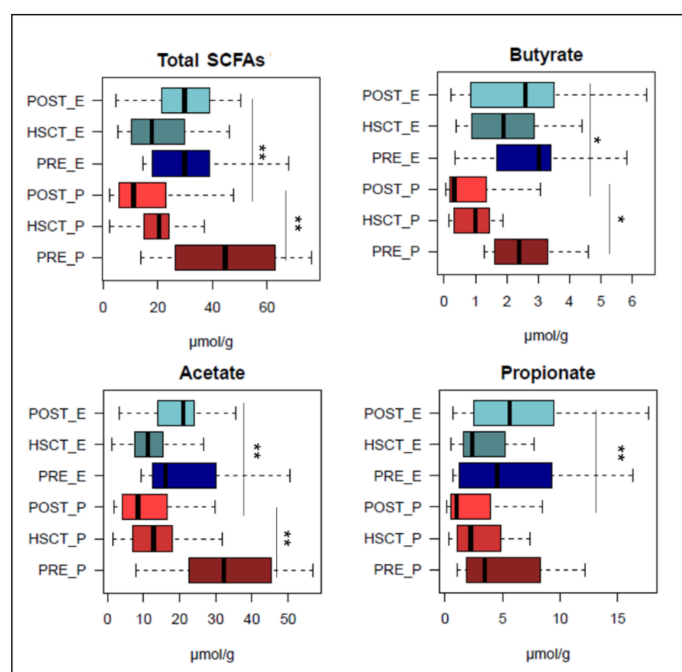 Total SCFAs
POST_E
HSCT_E
PRE_E
POST_P
HSCT_P
PRE_P
**
**
0 20 40 60
µmol/g
Butyrate
POST_E
HSCT_E
PRE_E
POST_P
HSCT_P
PRE_P
*
*
0 1 2 3 4 5 6
µmol/g
Acetate
POST_E
HSCT_E
PRE_E
POST_P
HSCT_P
PRE_P
**
**
0 10 20 30 40 50
µmol/g
Propionate
POST_E
HSCT_E
PRE_E
POST_P
HSCT_P
PRE_P
**
0 5 10 15
µmol/g